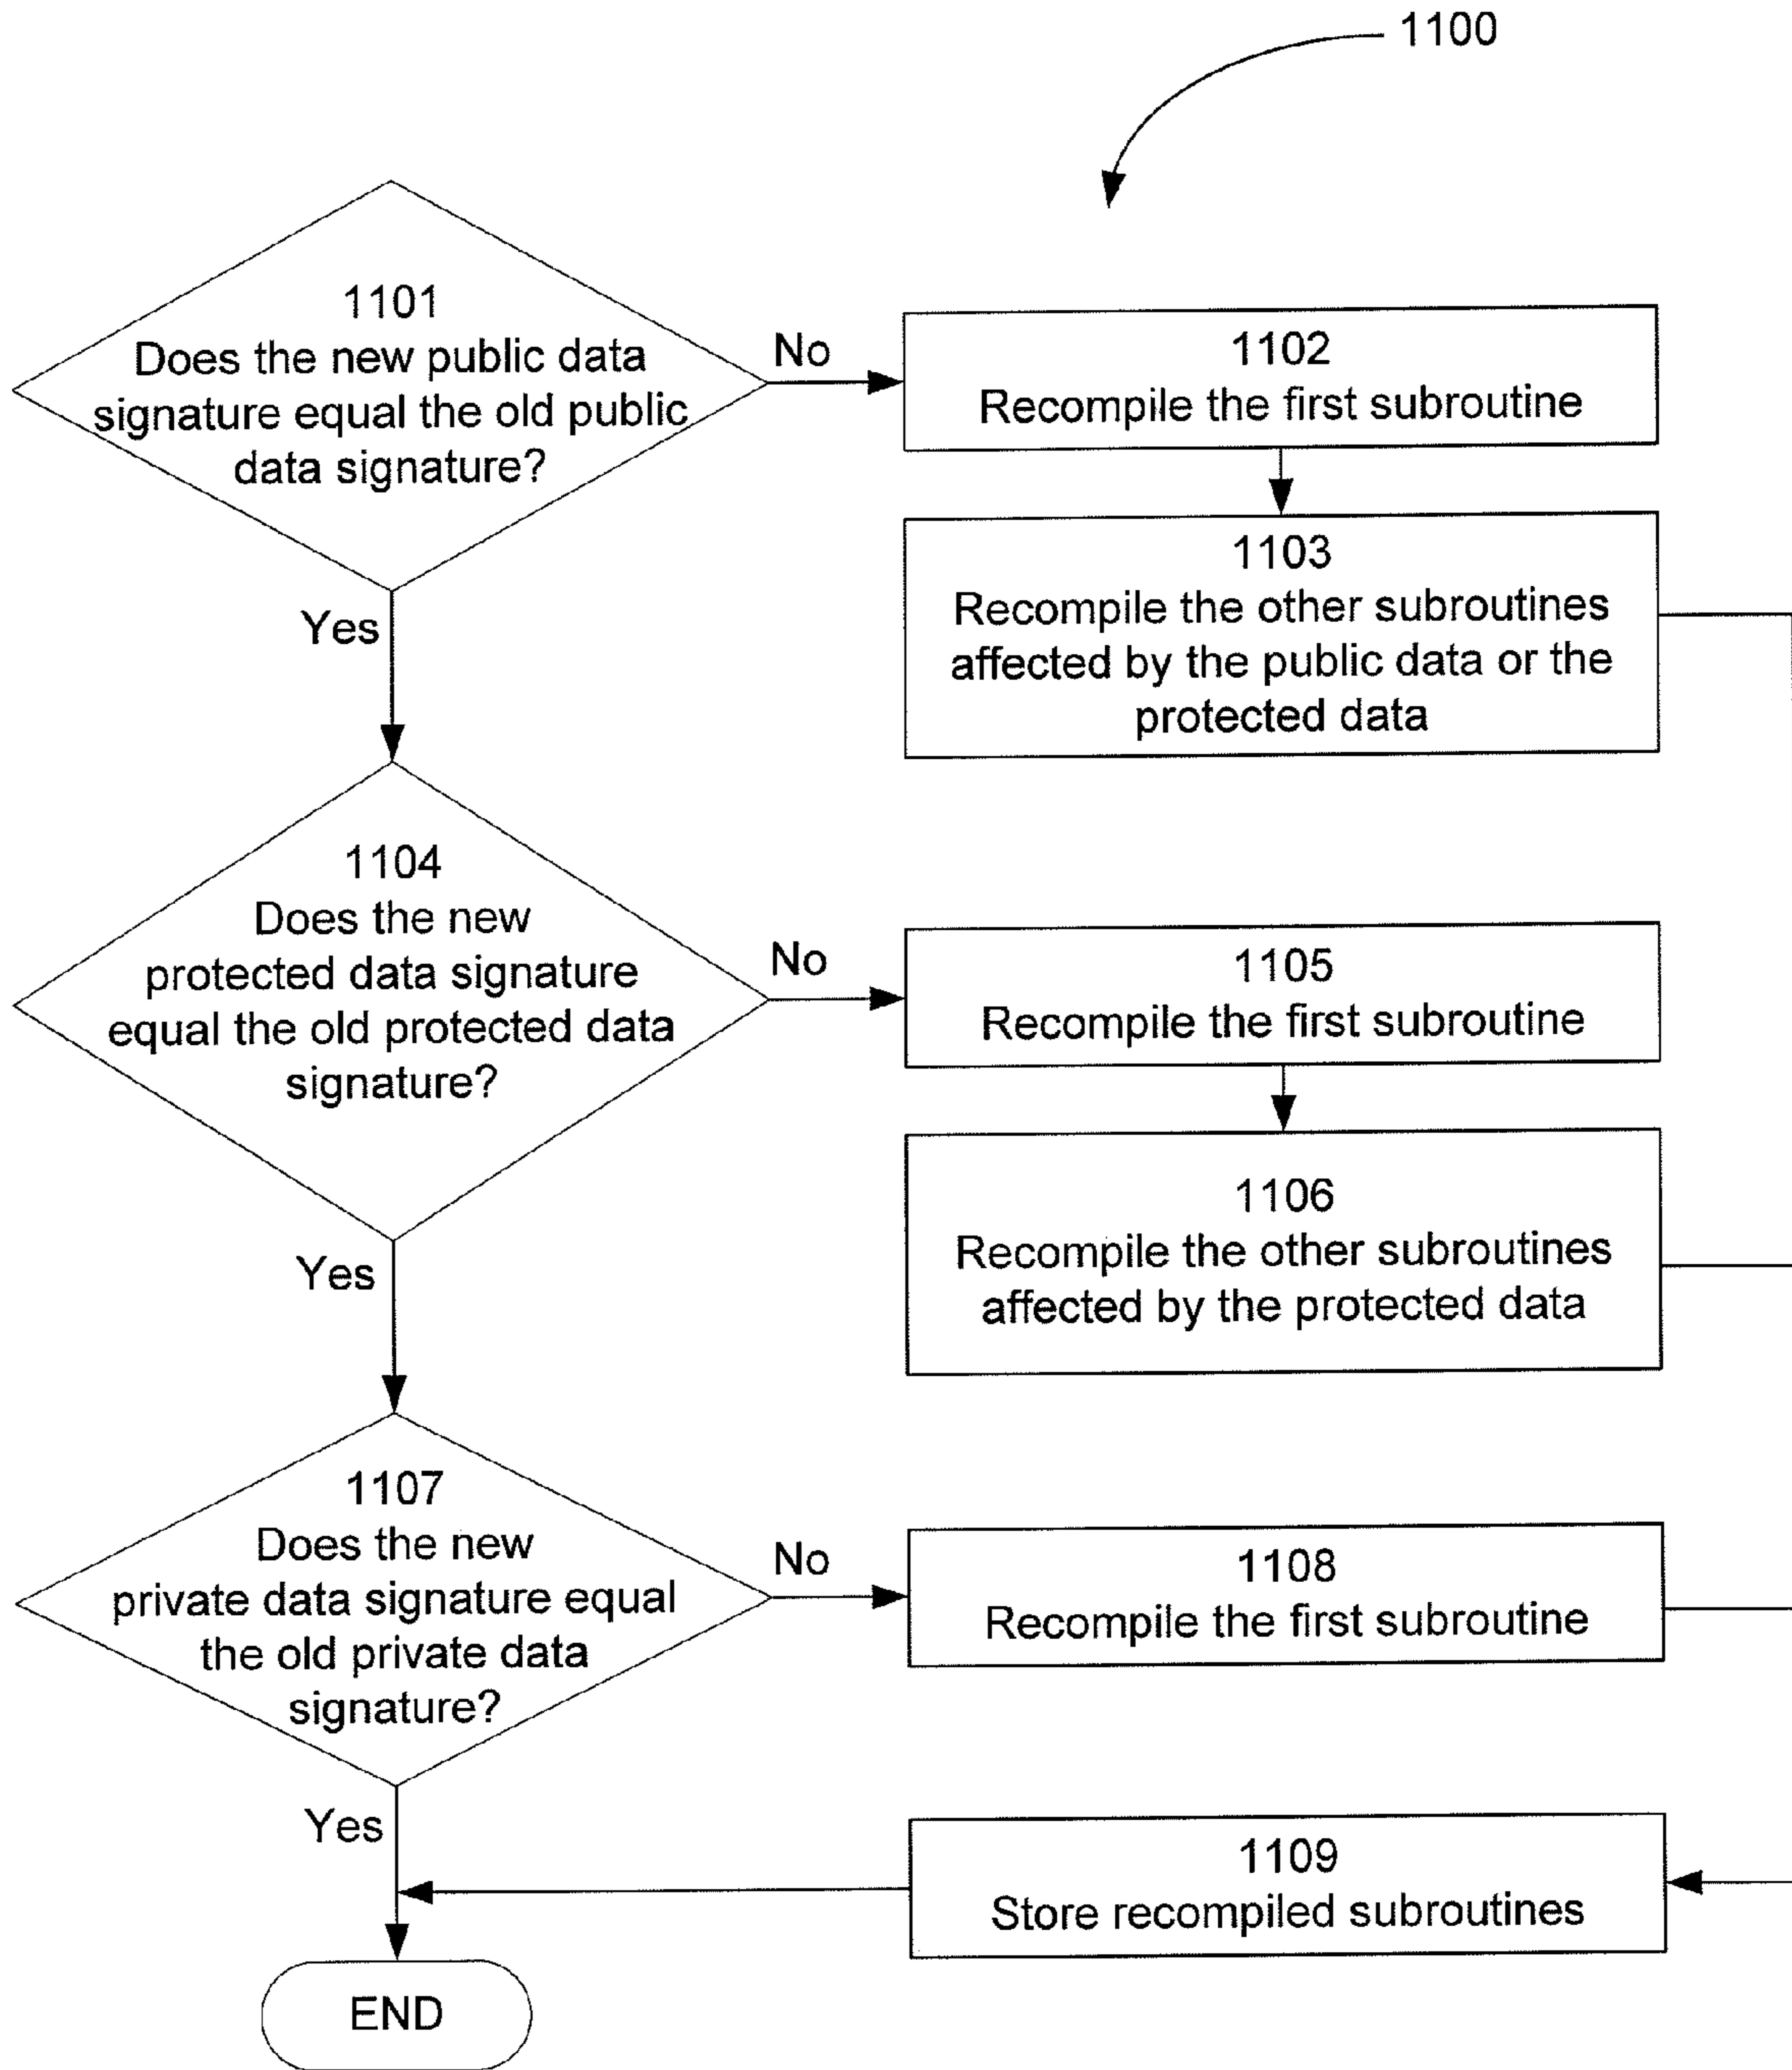 1100
1101
Does the new public data
signature equal the old public
data signature?
No
1102
Recompile the first subroutine
1103
Recompile the other subroutines
affected by the public data or the
protected data
Yes
1104
Does the new
protected data signature
equal the old protected data
signature?
No
1105
Recompile the first subroutine
1106
Recompile the other subroutines
affected by the protected data
Yes
1107
Does the new
private data signature equal
the old private data
signature?
No
1108
Recompile the first subroutine
Yes
1109
Store recompiled subroutines
END